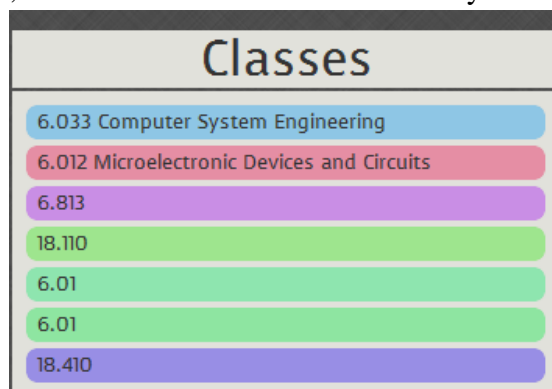 Classes
6.033 Computer System Engineering
6.012 Microelectronic Devices and Circuits
6.813
18.110
6.01
6.01
18.410